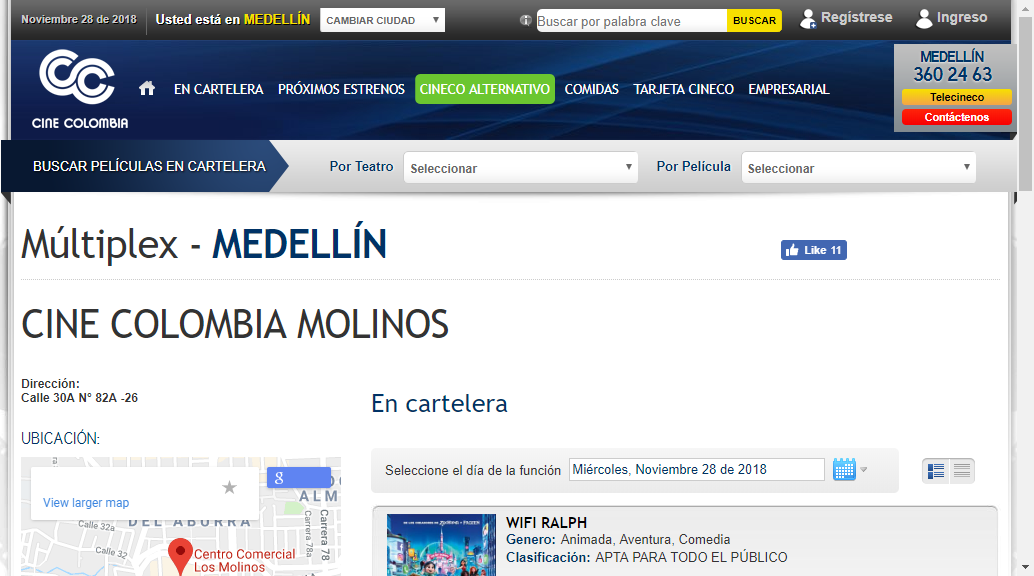 Noviembre 28 de 2018
Usted está en MEDELLÍN
CAMBIAR CIUDAD
Buscar por palabra clave
BUSCAR
Regístrese
Ingreso
CINE COLOMBIA
EN CARTELERA
PRÓXIMOS ESTRENOS
CINECO ALTERNATIVO
COMIDAS
TARJETA CINECO
EMPRESARIAL
MEDELLÍN
360 24 63
Telecineco
Contáctenos
BUSCAR PELÍCULAS EN CARTELERA
Por Teatro
Seleccionar
Por Película
Seleccionar
Múltiplex - MEDELLÍN
Like 11
CINE COLOMBIA MOLINOS
Dirección:
Calle 30A N° 82A -26
UBICACIÓN:
View larger map
DEL ABURRA
Calle 32a
Calle 32
Carrera 78a
Carrera 78
Centro Comercial
Los Molinos
En cartelera
Seleccione el día de la función
Miércoles, Noviembre 28 de 2018
WIFI RALPH
Genero: Animada, Aventura, Comedia
Clasificación: APTA PARA TODO EL PÚBLICO